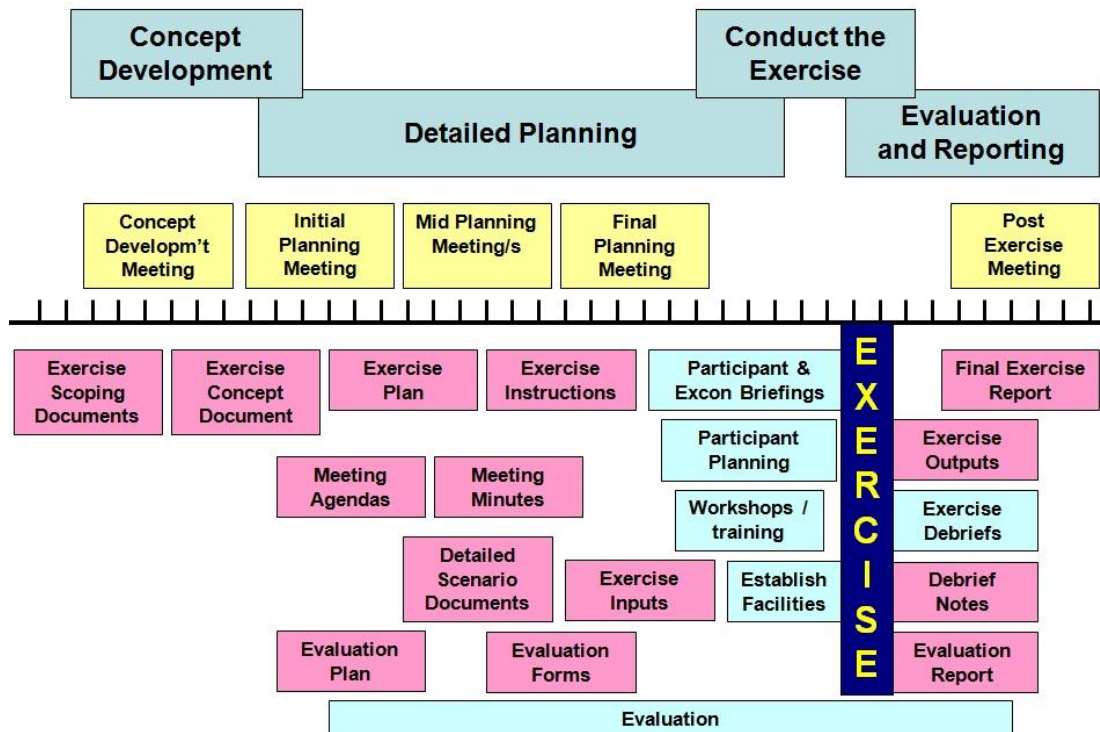 Concept
Development
Conduct the
Exercise
Detailed Planning
Evaluation
and Reporting
Concept
Developm't
Meeting
Initial
Planning
Meeting
Mid Planning
Meeting/s
Final
Planning
Meeting
Post
Exercise
Meeting
Exercise
Scoping
Documents
Exercise
Concept
Document
Exercise
Plan
Exercise
Instructions
Participant &
Excon Briefings
EXERCISE
Final Exercise
Report
Participant
Planning
Exercise
Outputs
Meeting
Agendas
Meeting
Minutes
Workshops /
training
Exercise
Debriefs
Detailed
Scenario
Documents
Exercise
Inputs
Establish
Facilities
Debrief
Notes
Evaluation
Plan
Evaluation
Forms
Evaluation
Report
Evaluation